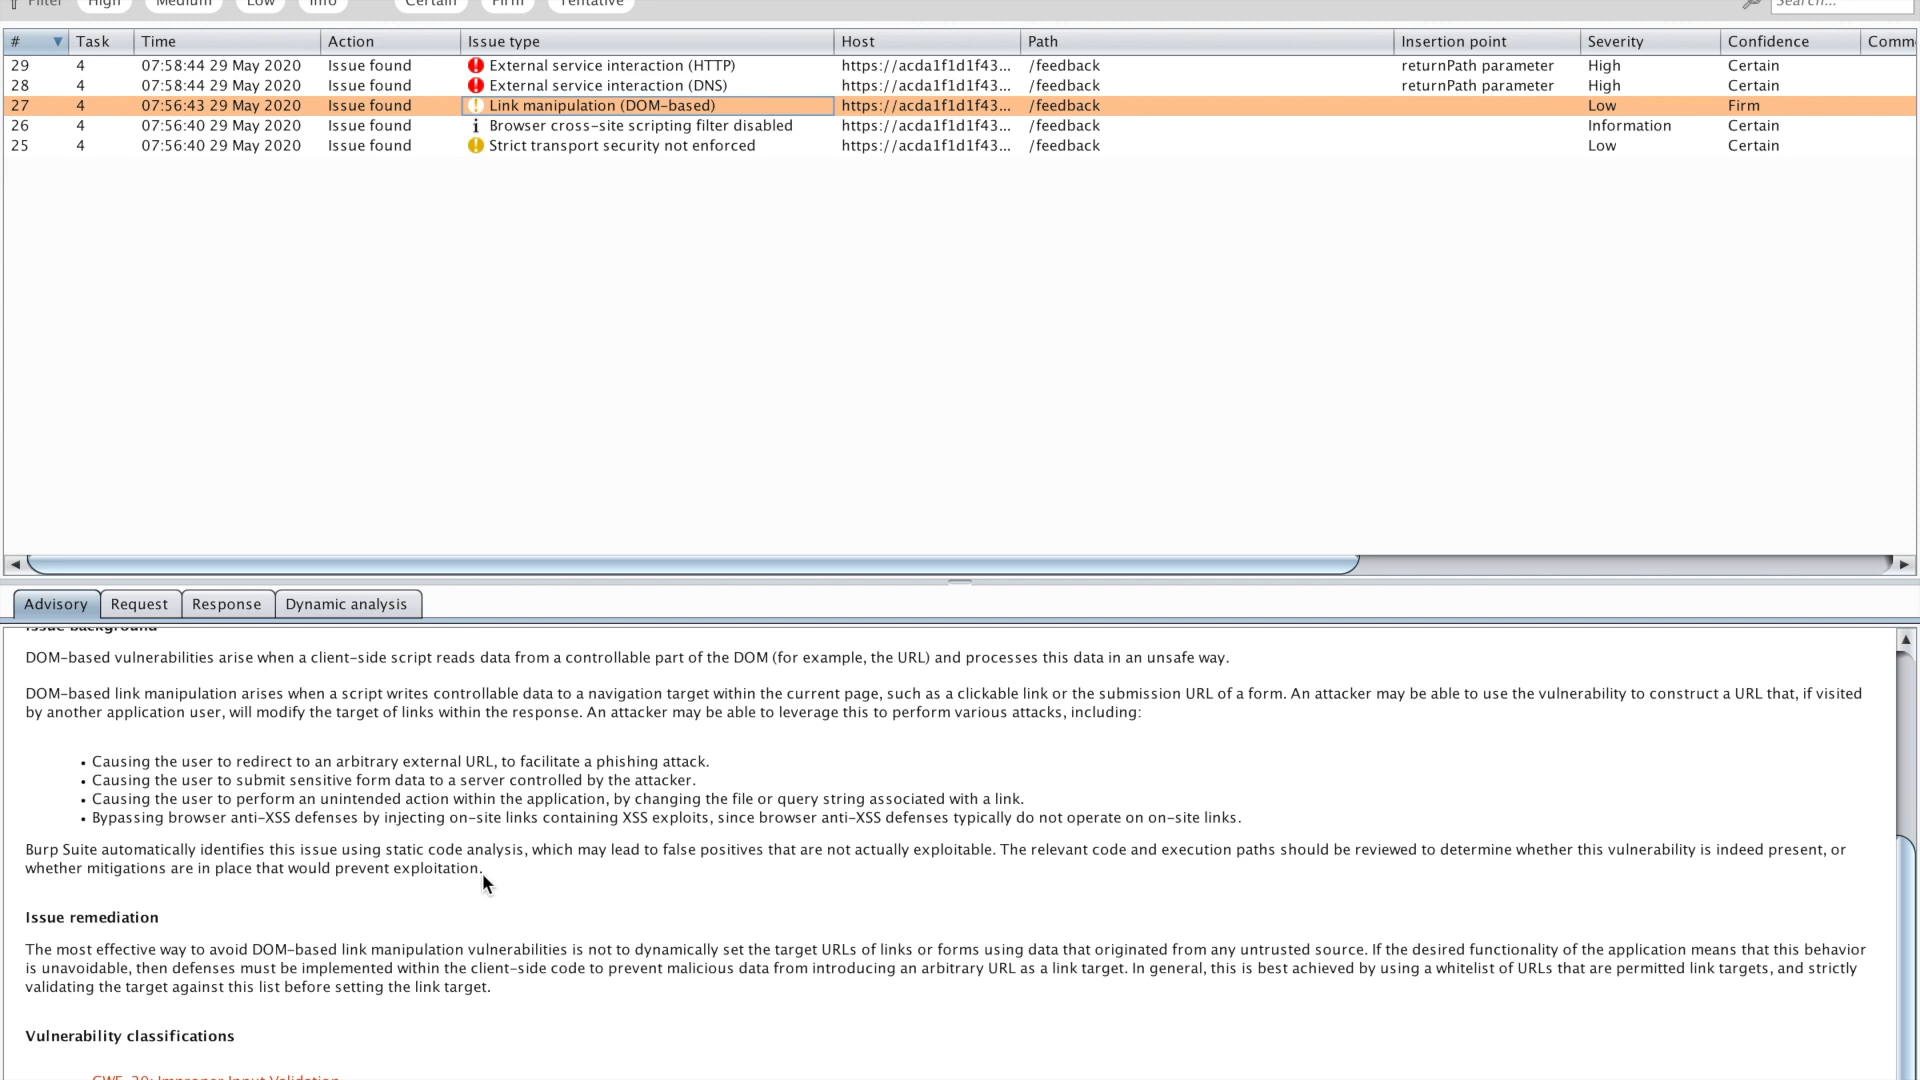 Filter High Medium Low Info Certain Firm Tentative Search...
# Task Time Action Issue type Host Path Insertion point Severity Confidence Comm
29 4 07:58:44 29 May 2020 Issue found External service interaction (HTTP) https://acda1f1d1f43... /feedback returnPath parameter High Certain
28 4 07:58:44 29 May 2020 Issue found External service interaction (DNS) https://acda1f1d1f43... /feedback returnPath parameter High Certain
27 4 07:56:43 29 May 2020 Issue found Link manipulation (DOM-based) https://acda1f1d1f43... /feedback Low Firm
26 4 07:56:40 29 May 2020 Issue found Browser cross-site scripting filter disabled https://acda1f1d1f43... /feedback Information Certain
25 4 07:56:40 29 May 2020 Issue found Strict transport security not enforced https://acda1f1d1f43... /feedback Low Certain
Advisory Request Response Dynamic analysis
Issue background
DOM-based vulnerabilities arise when a client-side script reads data from a controllable part of the DOM (for example, the URL) and processes this data in an unsafe way.
DOM-based link manipulation arises when a script writes controllable data to a navigation target within the current page, such as a clickable link or the submission URL of a form. An attacker may be able to use the vulnerability to construct a URL that, if visited
by another application user, will modify the target of links within the response. An attacker may be able to leverage this to perform various attacks, including:
• Causing the user to redirect to an arbitrary external URL, to facilitate a phishing attack.
• Causing the user to submit sensitive form data to a server controlled by the attacker.
• Causing the user to perform an unintended action within the application, by changing the file or query string associated with a link.
• Bypassing browser anti-XSS defenses by injecting on-site links containing XSS exploits, since browser anti-XSS defenses typically do not operate on on-site links.
Burp Suite automatically identifies this issue using static code analysis, which may lead to false positives that are not actually exploitable. The relevant code and execution paths should be reviewed to determine whether this vulnerability is indeed present, or
whether mitigations are in place that would prevent exploitation.
Issue remediation
The most effective way to avoid DOM-based link manipulation vulnerabilities is not to dynamically set the target URLs of links or forms using data that originated from any untrusted source. If the desired functionality of the application means that this behavior
is unavoidable, then defenses must be implemented within the client-side code to prevent malicious data from introducing an arbitrary URL as a link target. In general, this is best achieved by using a whitelist of URLs that are permitted link targets, and strictly
validating the target against this list before setting the link target.
Vulnerability classifications
CWE-20: Improper Input Validation